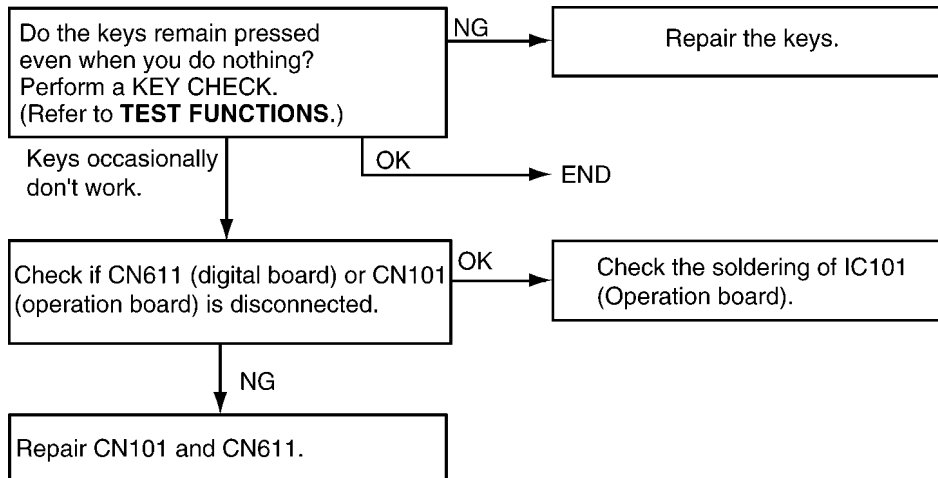 Do the keys remain pressed
even when you do nothing?
Perform a KEY CHECK.
(Refer to TEST FUNCTIONS.)
NG
Repair the keys.
Keys occasionally
don't work.
OK
END
Check if CN611 (digital board) or CN101
(operation board) is disconnected.
OK
Check the soldering of IC101
(Operation board).
NG
Repair CN101 and CN611.